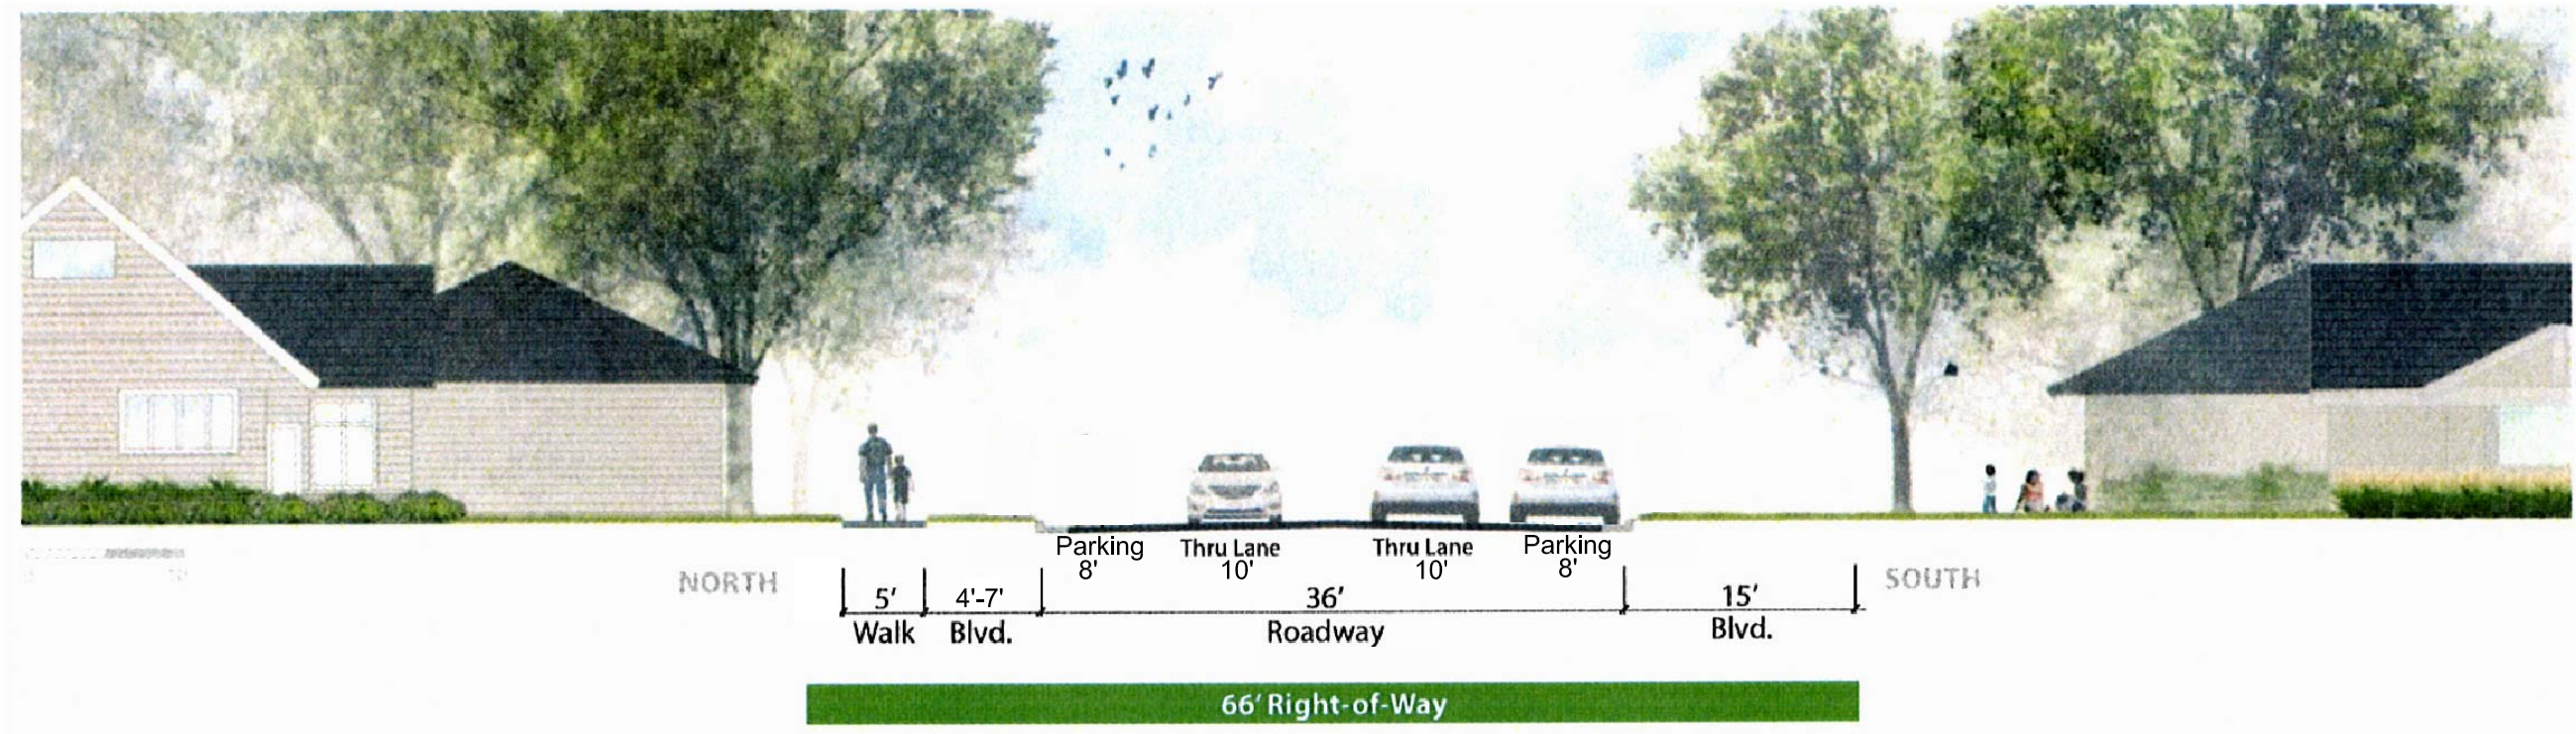 Parking Thru Lane Thru Lane Parking
8' 10' 10' 8'
NORTH SOUTH
5' 4'-7' 36' 15'
Walk Blvd. Roadway Blvd.
66' Right-of-Way